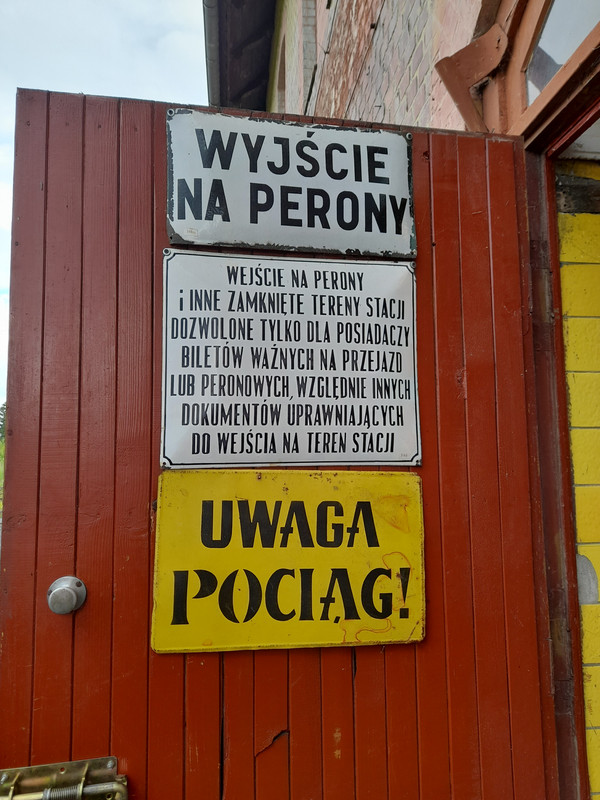 WYJŚCIE
NA PERONY
WEJŚCIE NA PERONY
i INNE ZAMKNIĘTE TERENY STACJI
DOZWOLONE TYLKO DLA POSIADACZY
BILETÓW WAŻNYCH NA PRZEJAZD
LUB PERONOWYCH, WZGLĘDNIE INNYCH
DOKUMENTÓW UPRAWNIAJĄCYCH
DO WEJŚCIA NA TEREN STACJI
UWAGA
POCIĄG!